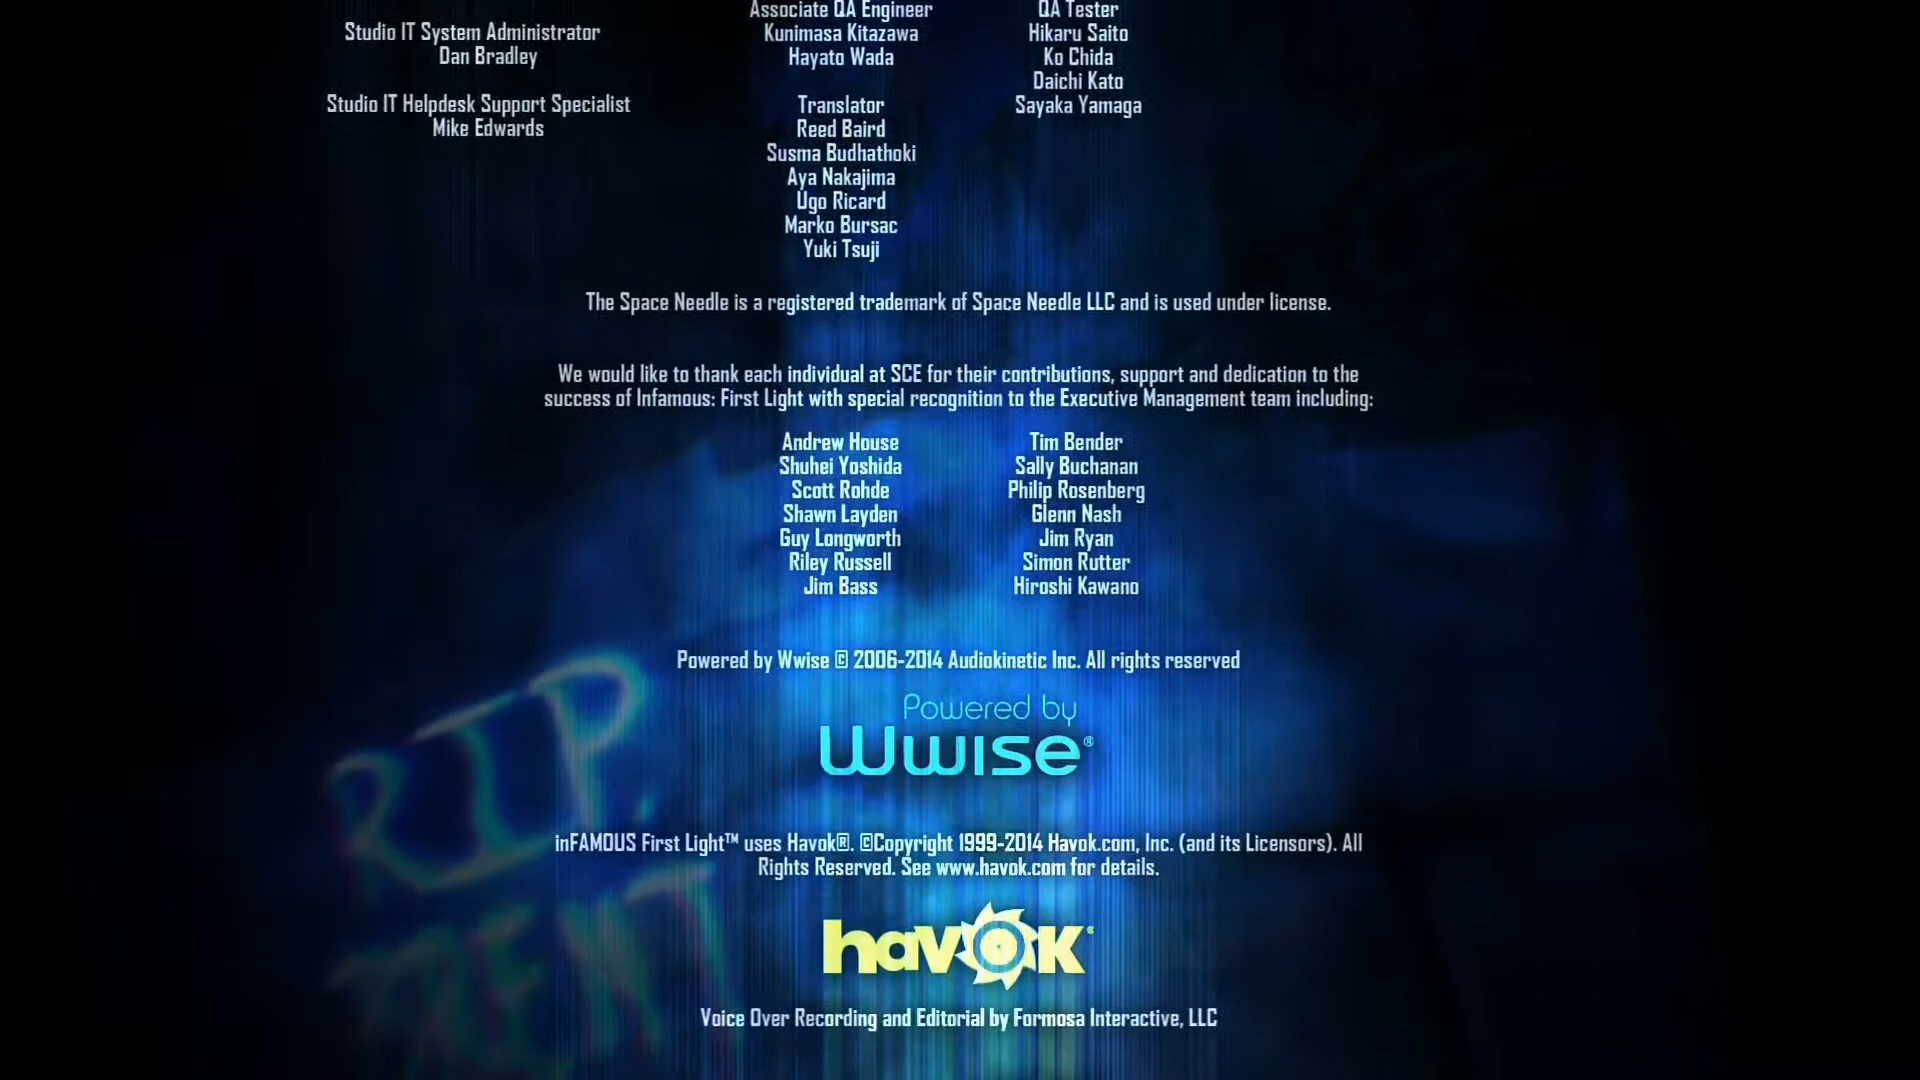 Studio IT System Administrator
Dan Bradley
Studio IT Helpdesk Support Specialist
Mike Edwards
Associate QA Engineer
Kunimasa Kitazawa
Hayato Wada
Translator
Reed Baird
Susma Budhathoki
Aya Nakajima
Ugo Ricard
Marko Bursac
Yuki Tsuji
QA Tester
Hikaru Saito
Ko Chida
Daichi Kato
Sayaka Yamaga
The Space Needle is a registered trademark of Space Needle LLC and is used under license.
We would like to thank each individual at SCE for their contributions, support and dedication to the
success of Infamous: First Light with special recognition to the Executive Management team including:
Andrew House
Shuhei Yoshida
Scott Rohde
Shawn Layden
Guy Longworth
Riley Russell
Jim Bass
Tim Bender
Sally Buchanan
Philip Rosenberg
Glenn Nash
Jim Ryan
Simon Rutter
Hiroshi Kawano
Powered by Wwise © 2006-2014 Audiokinetic Inc. All rights reserved
Powered by
Wwise®
RIP
BRENT
inFAMOUS First Light™ uses Havok®. ©Copyright 1999-2014 Havok.com, Inc. (and its Licensors). All
Rights Reserved. See www.havok.com for details.
havok®
Voice Over Recording and Editorial by Formosa Interactive, LLC